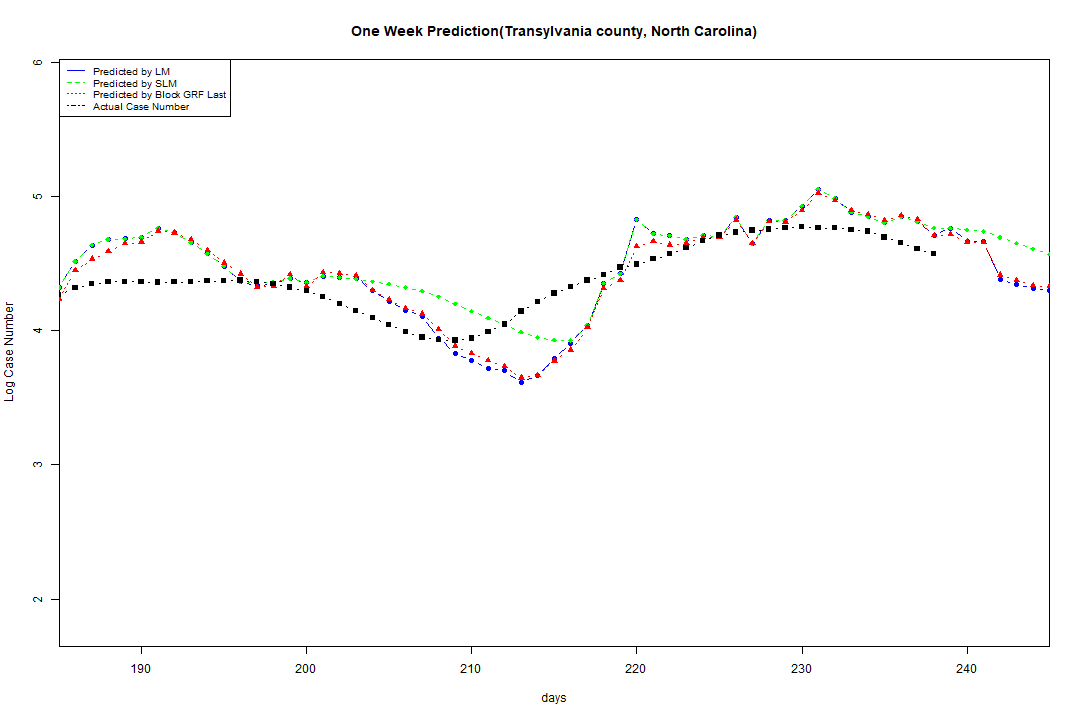 One Week Prediction(Transylvania county, North Carolina)
Predicted by LM
Predicted by SLM
Predicted by Block GRF Last
Actual Case Number
6
5
4
3
2
Log Case Number
190 200 210 220 230 240
days